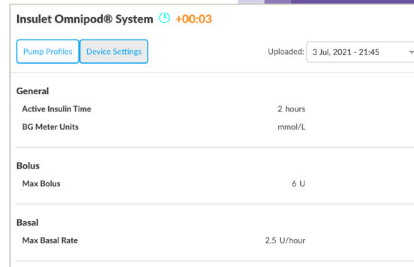 Insulet Omnipod® System +00:03
Pump Profiles Device Settings Uploaded: 3 Jul, 2021 - 21:45
General
Active Insulin Time 2 hours
BG Meter Units mmol/L
Bolus
Max Bolus 6 U
Basal
Max Basal Rate 2.5 U/hour